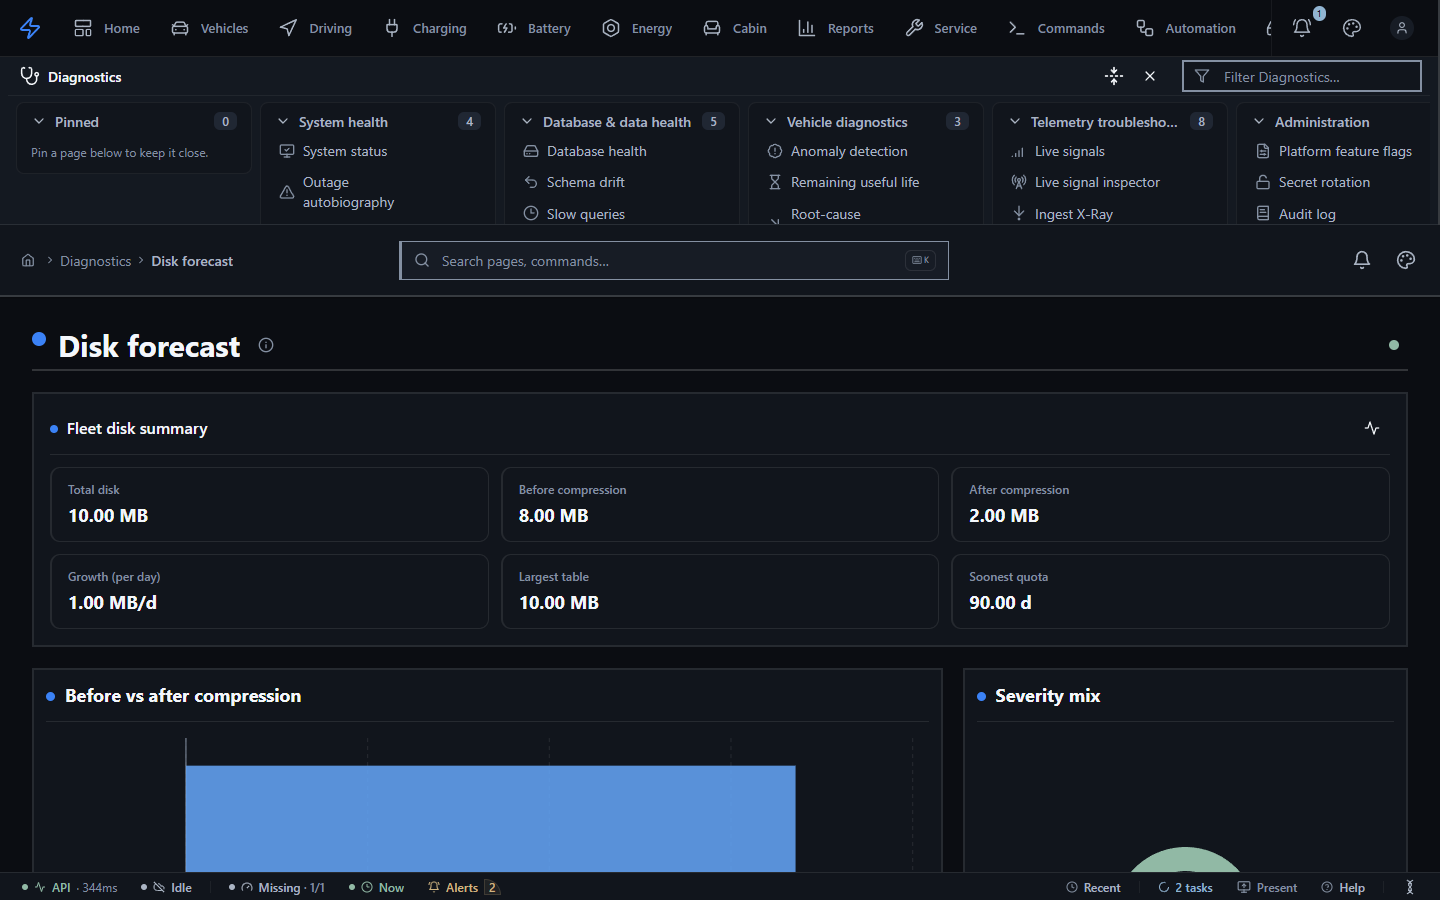 Home
Vehicles
Driving
Charging
Battery
Energy
Cabin
Reports
Service
Commands
Automation
1
Diagnostics
Filter Diagnostics...
Pinned
0
Pin a page below to keep it close.
System health
4
System status
Outage
autobiography
Database & data health
5
Database health
Schema drift
Slow queries
Vehicle diagnostics
3
Anomaly detection
Remaining useful life
Root-cause
Telemetry troublesho...
8
Live signals
Live signal inspector
Ingest X-Ray
Administration
Platform feature flags
Secret rotation
Audit log
Diagnostics
Disk forecast
Search pages, commands...
K
Disk forecast
Fleet disk summary
Total disk
10.00 MB
Before compression
8.00 MB
After compression
2.00 MB
Growth (per day)
1.00 MB/d
Largest table
10.00 MB
Soonest quota
90.00 d
Before vs after compression
Severity mix
API · 344ms
Idle
Missing · 1/1
Now
Alerts 2
Recent
2 tasks
Present
Help